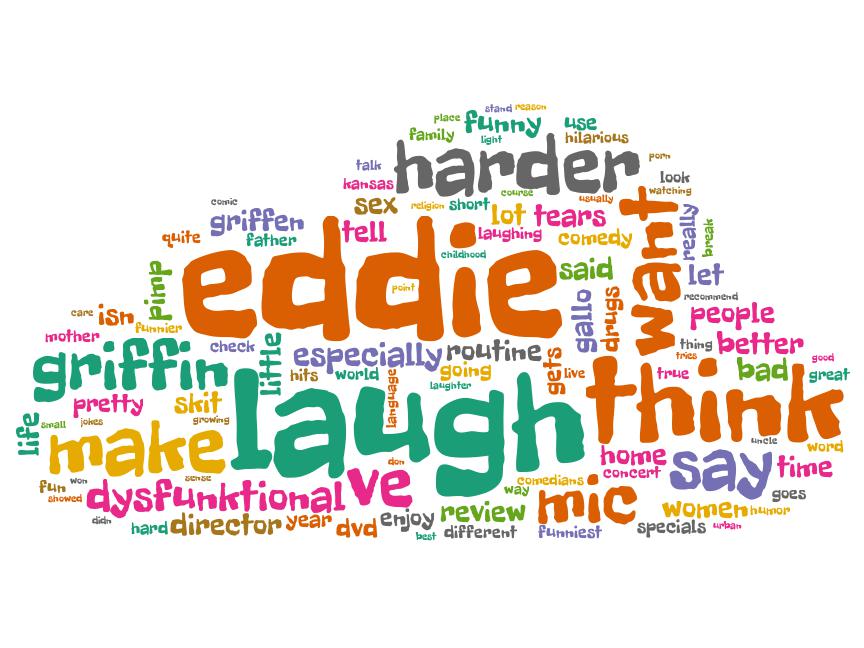 stand reason
place funny use
family light hilarious
talk harder porn
kansas course look
comic sex religion short usually watching
griffen lot tears
quite father tell laughing comedy want really break
childhood
pimp eddie said let
point gallo drugs recommend
care isn people
mother funnier
check little especially routine thing better
tries good
griffin hits world going gets live true bad great
language laughter
pretty skit laugh think
life small jokes growing
make uncle
don home say word
concert time
fun won sense comedians
showed dysfunktional ve way mic goes
women humor
didn hard director year dvd enjoy review
best different funniest specials urban